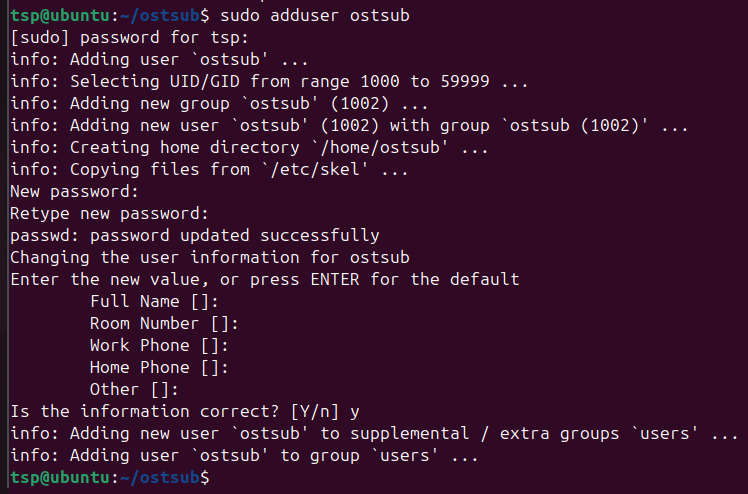 tsp@ubuntu:~/ostsub$ sudo adduser ostsub
[sudo] password for tsp:
info: Adding user `ostsub' ...
info: Selecting UID/GID from range 1000 to 59999 ...
info: Adding new group `ostsub' (1002) ...
info: Adding new user `ostsub' (1002) with group `ostsub (1002)' ...
info: Creating home directory `/home/ostsub' ...
info: Copying files from `/etc/skel' ...
New password:
Retype new password:
passwd: password updated successfully
Changing the user information for ostsub
Enter the new value, or press ENTER for the default
        Full Name []:
        Room Number []:
        Work Phone []:
        Home Phone []:
        Other []:
Is the information correct? [Y/n] y
info: Adding new user `ostsub' to supplemental / extra groups `users' ...
info: Adding user `ostsub' to group `users' ...
tsp@ubuntu:~/ostsub$